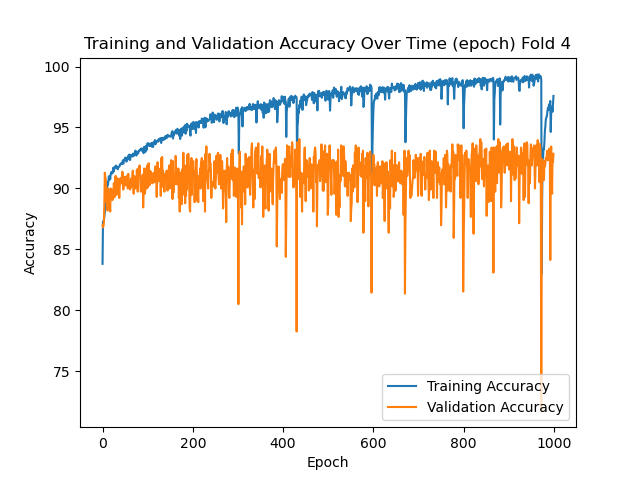 Training and Validation Accuracy Over Time (epoch) Fold 4
100
95
90
85
80
75
Accuracy
Training Accuracy
Validation Accuracy
0 200 400 600 800 1000
Epoch